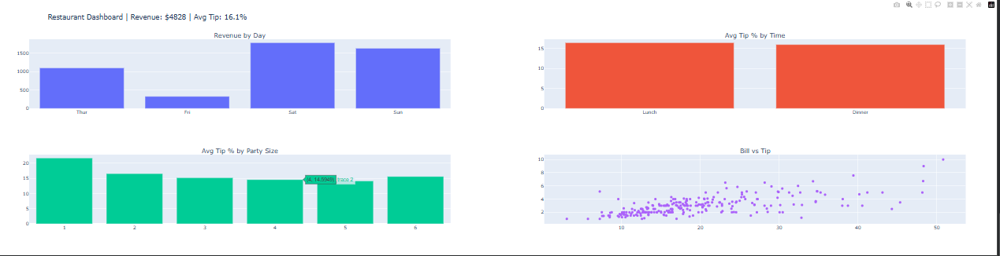 Restaurant Dashboard | Revenue: $4828 | Avg Tip: 16.1%
Revenue by Day
1500
1000
500
0
Thur
Fri
Sat
Sun
Avg Tip % by Time
15
10
5
0
Lunch
Dinner
Avg Tip % by Party Size
20
15
10
5
0
1
2
3
4
5
6
(4, 14.5949) trace 2
Bill vs Tip
10
8
6
4
2
10
20
30
40
50